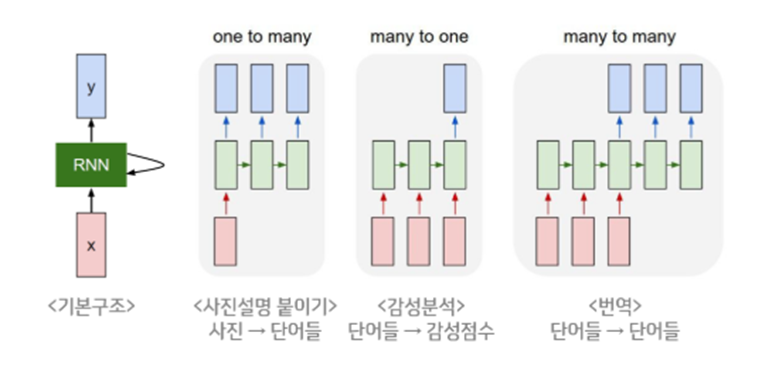 one to many
many to one
many to many
y
RNN
x
<기본구조>
<사진설명 붙이기>
사진 → 단어들
<감성분석>
단어들 → 감성점수
<번역>
단어들 → 단어들